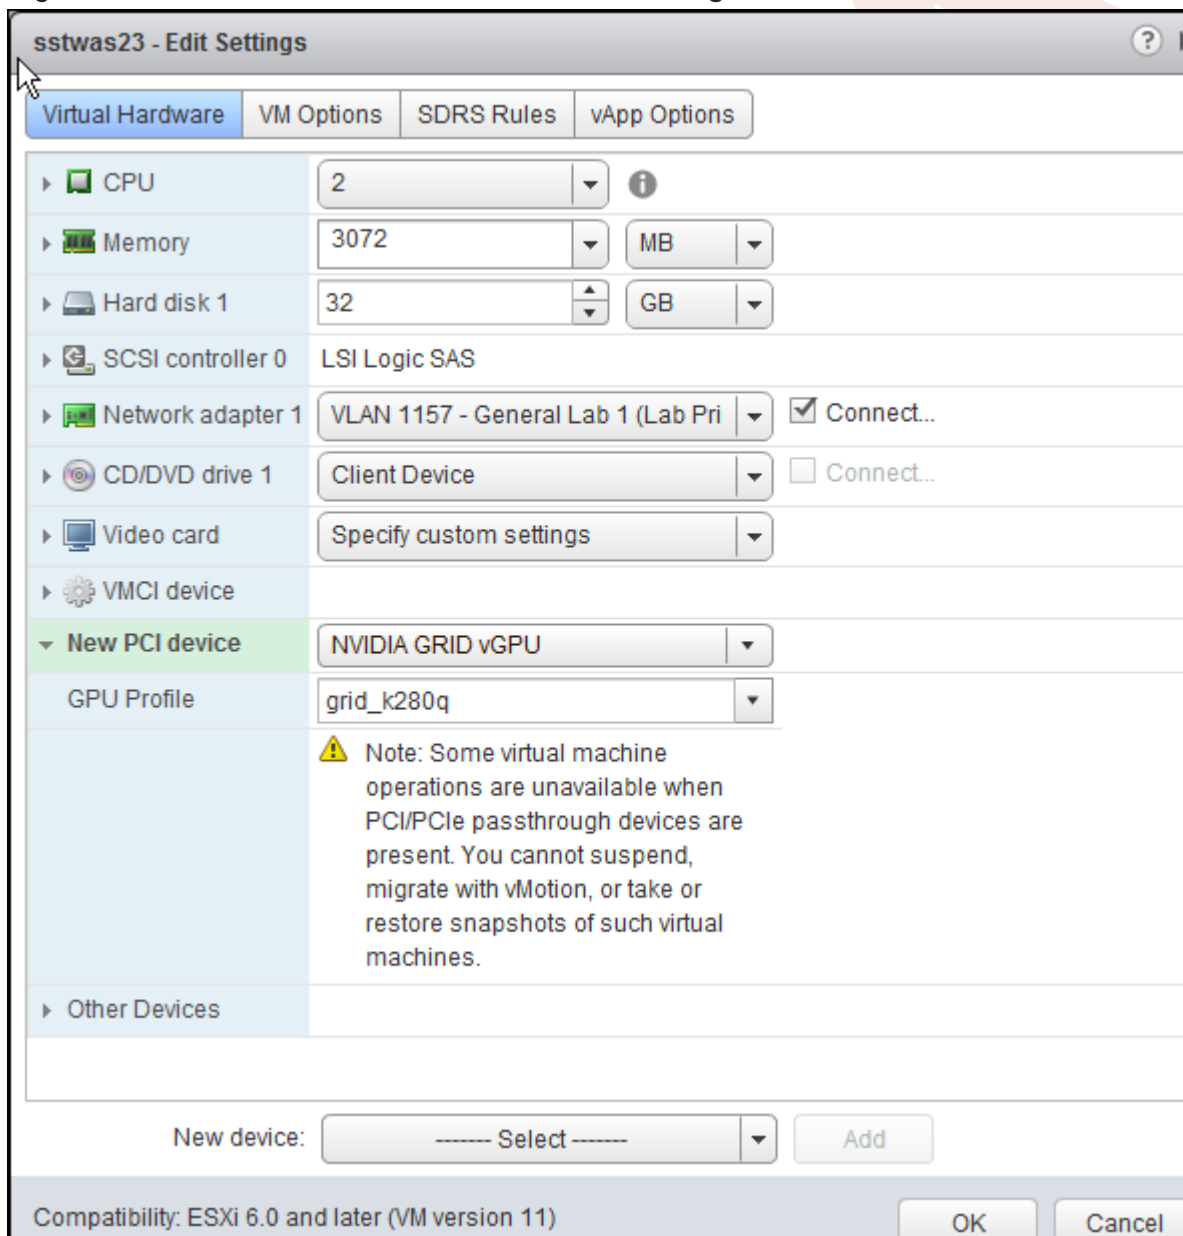 sstwas23 - Edit Settings
Virtual Hardware VM Options SDRS Rules vApp Options
CPU 2
Memory 3072 MB
Hard disk 1 32 GB
SCSI controller 0 LSI Logic SAS
Network adapter 1 VLAN 1157 - General Lab 1 (Lab Pri Connect...
CD/DVD drive 1 Client Device Connect...
Video card Specify custom settings
VMCI device
New PCI device NVIDIA GRID vGPU
GPU Profile grid_k280q
Note: Some virtual machine
operations are unavailable when
PCI/PCIe passthrough devices are
present. You cannot suspend,
migrate with vMotion, or take or
restore snapshots of such virtual
machines.
Other Devices
New device: ------- Select ------- Add
Compatibility: ESXi 6.0 and later (VM version 11) OK Cancel